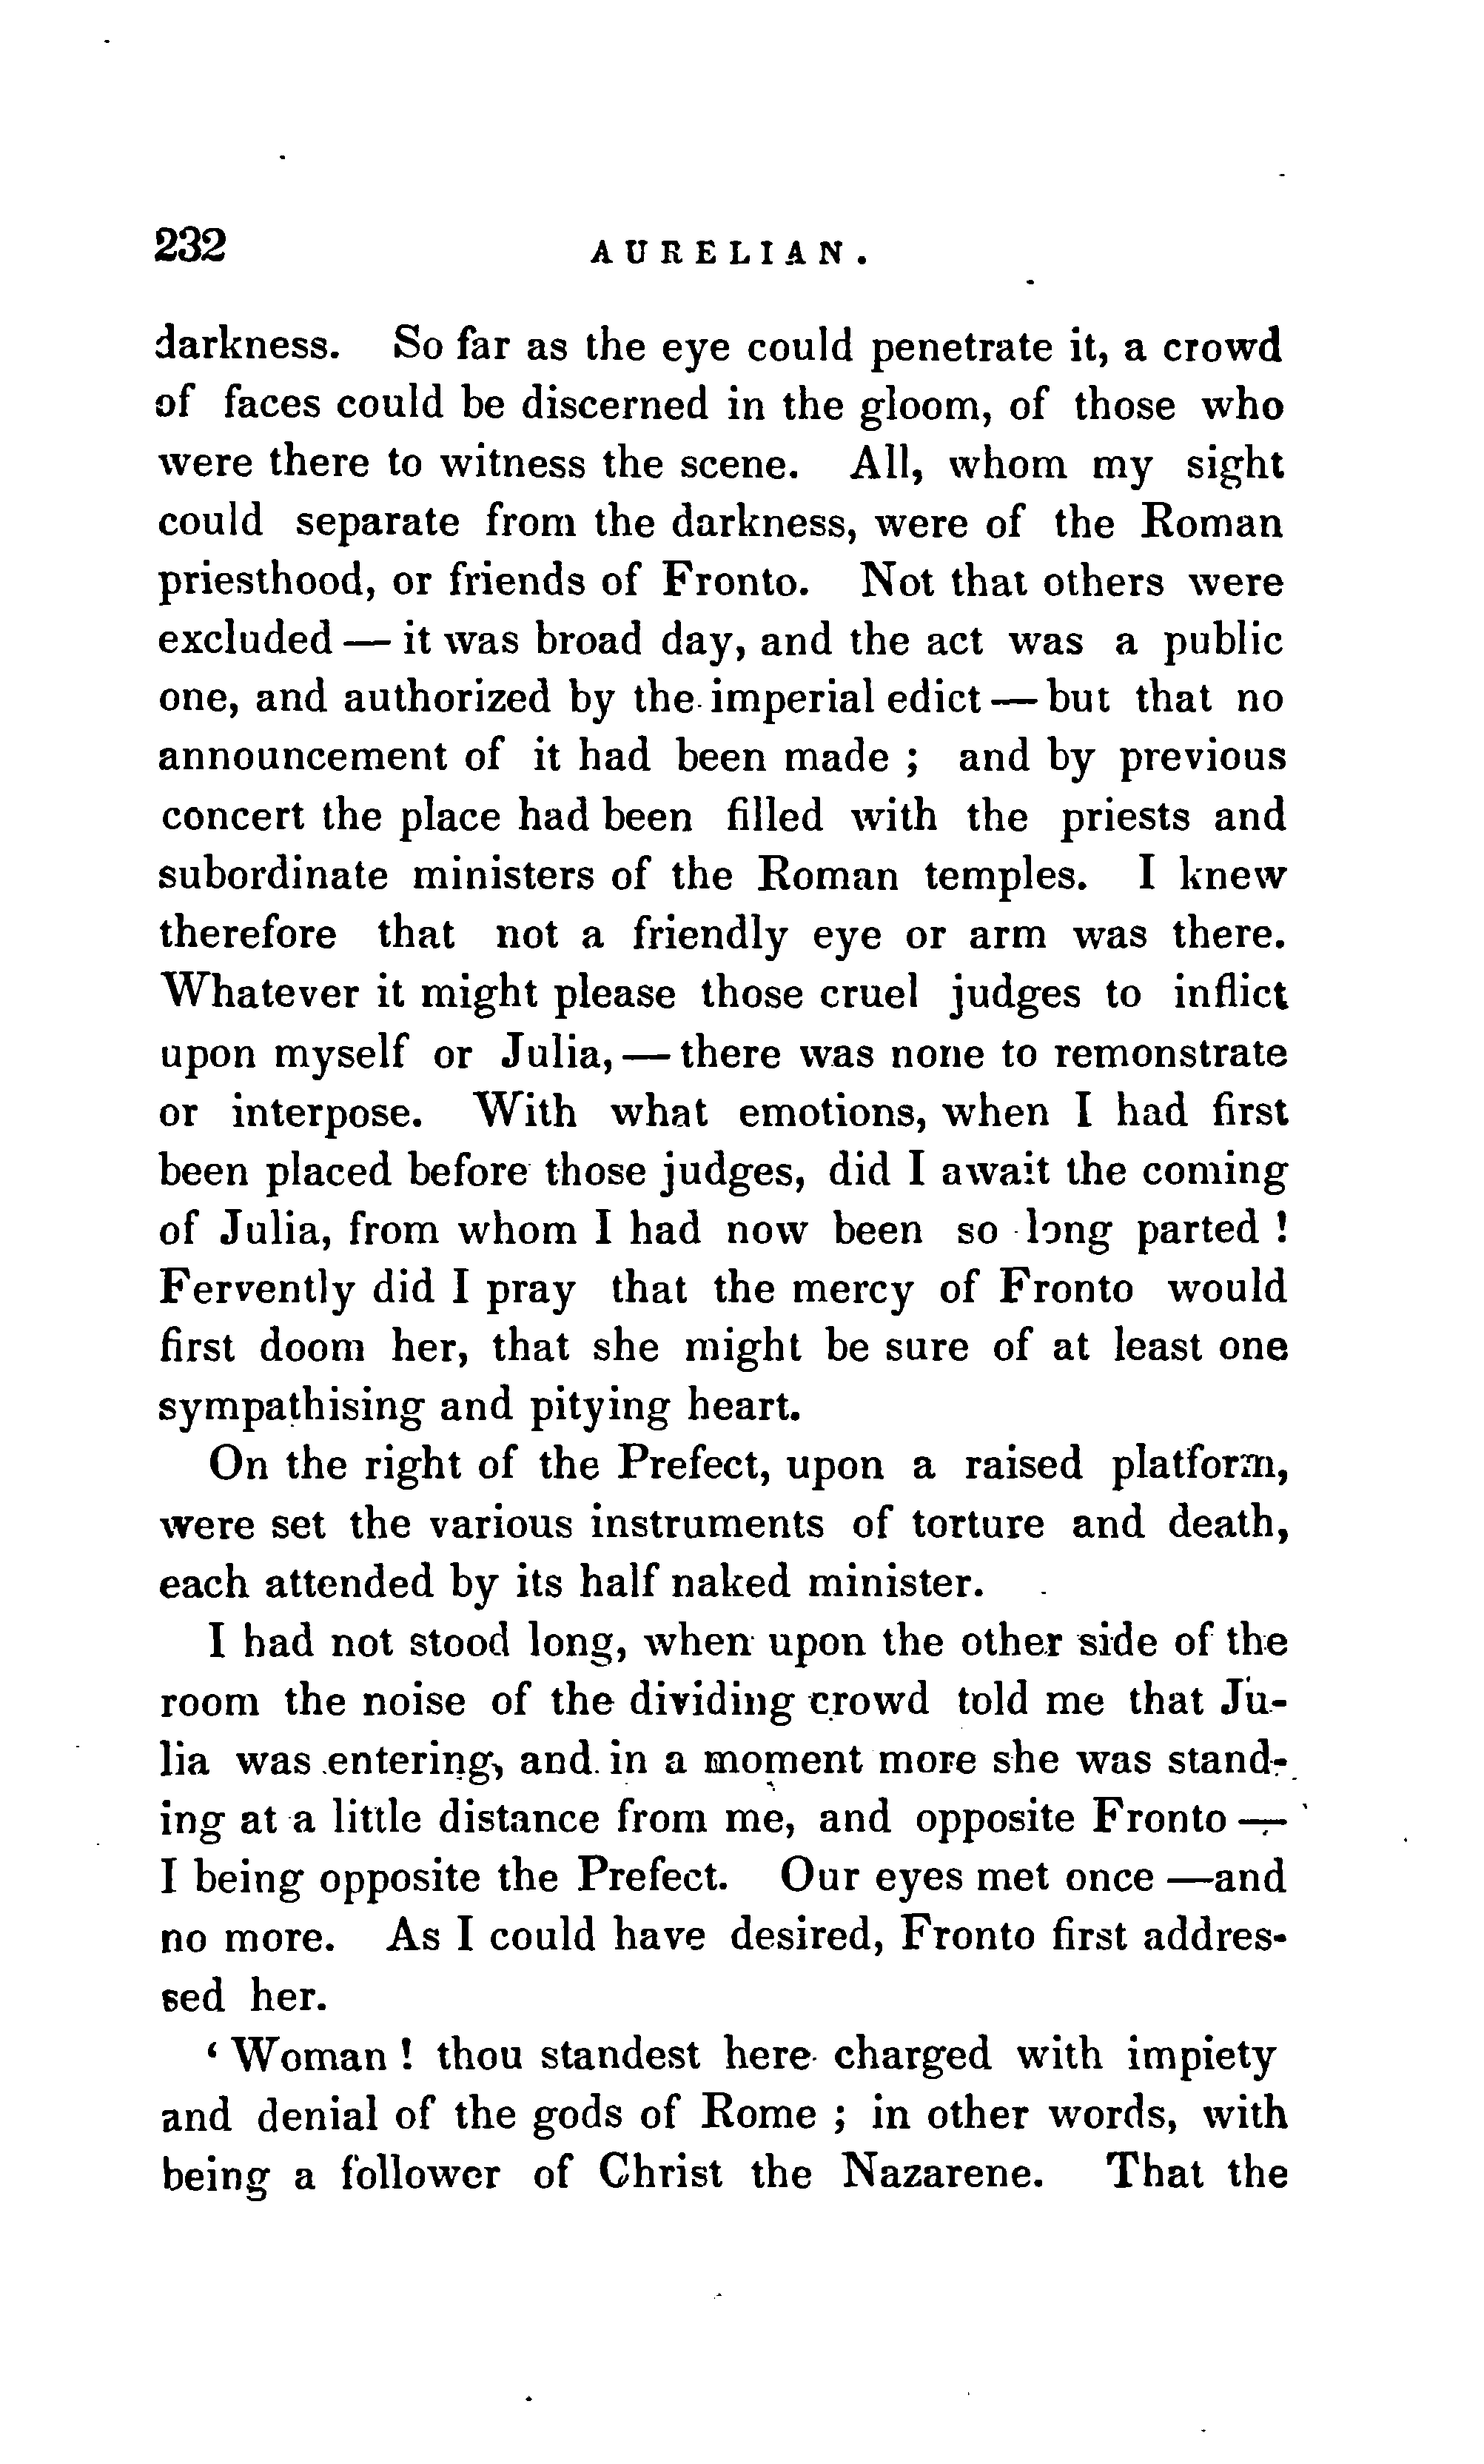 232 AURELIAN.
darkness. So far as the eye could penetrate it, a crowd
of faces could be discerned in the gloom, of those who
were there to witness the scene. All, whom my sight
could separate from the darkness, were of the Roman
priesthood, or friends of Fronto. Not that others were
excluded — it was broad day, and the act was a public
one, and authorized by the imperial edict — but that no
announcement of it had been made ; and by previous
concert the place had been filled with the priests and
subordinate ministers of the Roman temples. I knew
therefore that not a friendly eye or arm was there.
Whatever it might please those cruel judges to inflict
upon myself or Julia, — there was none to remonstrate
or interpose. With what emotions, when I had first
been placed before those judges, did I await the coming
of Julia, from whom I had now been so long parted !
Fervently did I pray that the mercy of Fronto would
first doom her, that she might be sure of at least one
sympathising and pitying heart.
On the right of the Prefect, upon a raised platform,
were set the various instruments of torture and death,
each attended by its half naked minister.
I had not stood long, when upon the other side of the
room the noise of the dividing crowd told me that Ju-
lia was entering, and in a moment more she was stand-
ing at a little distance from me, and opposite Fronto —
I being opposite the Prefect. Our eyes met once —and
no more. As I could have desired, Fronto first addres-
sed her.
‘ Woman ! thou standest here charged with impiety
and denial of the gods of Rome ; in other words, with
being a follower of Christ the Nazarene. That the